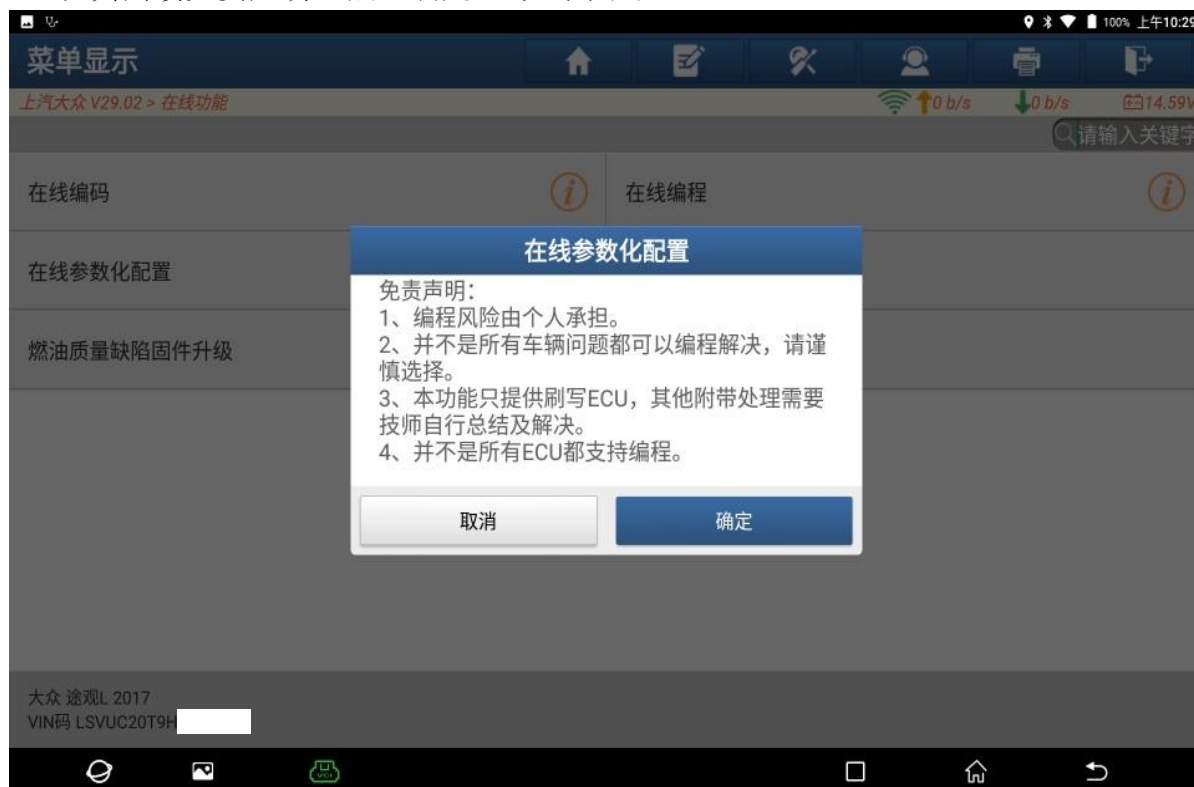 100% 上午10:29
菜单显示
上汽大众 V29.02 > 在线功能
0 b/s 0 b/s 14.59V
请输入关键字
在线编码 在线编程
在线参数化配置
在线参数化配置
免责声明:
1、编程风险由个人承担。
2、并不是所有车辆问题都可以编程解决，请谨
慎选择。
3、本功能只提供刷写ECU，其他附带处理需要
技师自行总结及解决。
4、并不是所有ECU都支持编程。
燃油质量缺陷固件升级
取消 确定
大众 途观L 2017
VIN码 LSVUC20T9H
VCI